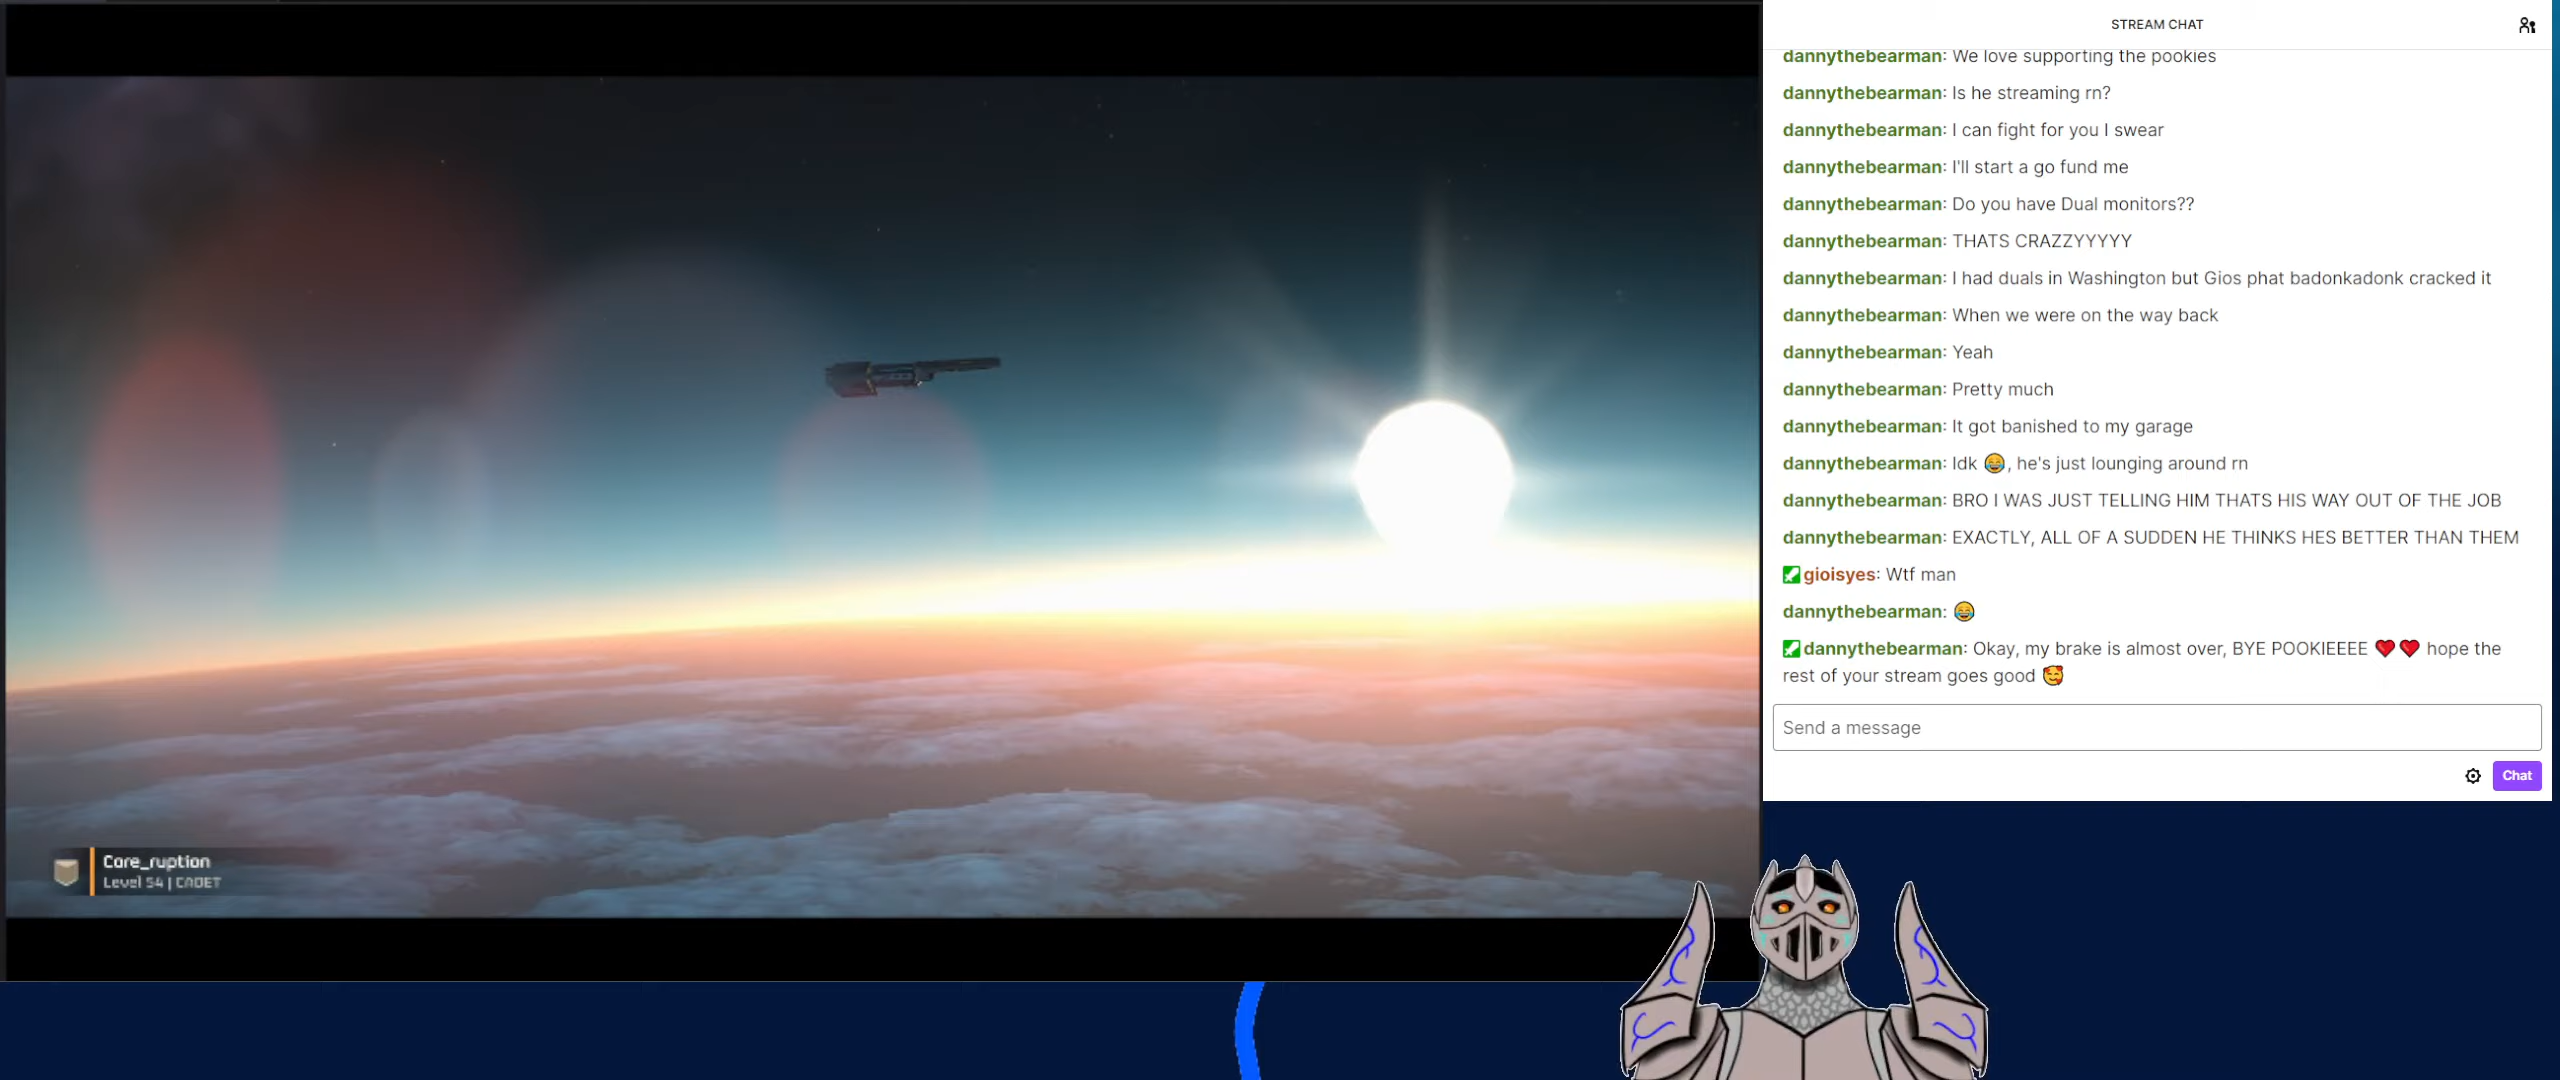 STREAM CHAT
dannythebearman: We love supporting the pookies
dannythebearman: Is he streaming rn?
dannythebearman: I can fight for you I swear
dannythebearman: I'll start a go fund me
dannythebearman: Do you have Dual monitors??
dannythebearman: THATS CRAZZYYYYY
dannythebearman: I had duals in Washington but Gios phat badonkadonk cracked it
dannythebearman: When we were on the way back
dannythebearman: Yeah
dannythebearman: Pretty much
dannythebearman: It got banished to my garage
dannythebearman: Idk 😂, he's just lounging around rn
dannythebearman: BRO I WAS JUST TELLING HIM THATS HIS WAY OUT OF THE JOB
dannythebearman: EXACTLY, ALL OF A SUDDEN HE THINKS HES BETTER THAN THEM
gioisyes: Wtf man
dannythebearman: 😂
dannythebearman: Okay, my brake is almost over, BYE POOKIEEEE ❤️❤️ hope the
rest of your stream goes good 🥰
Send a message
Chat
Core_ruption
Level 54 | CADET